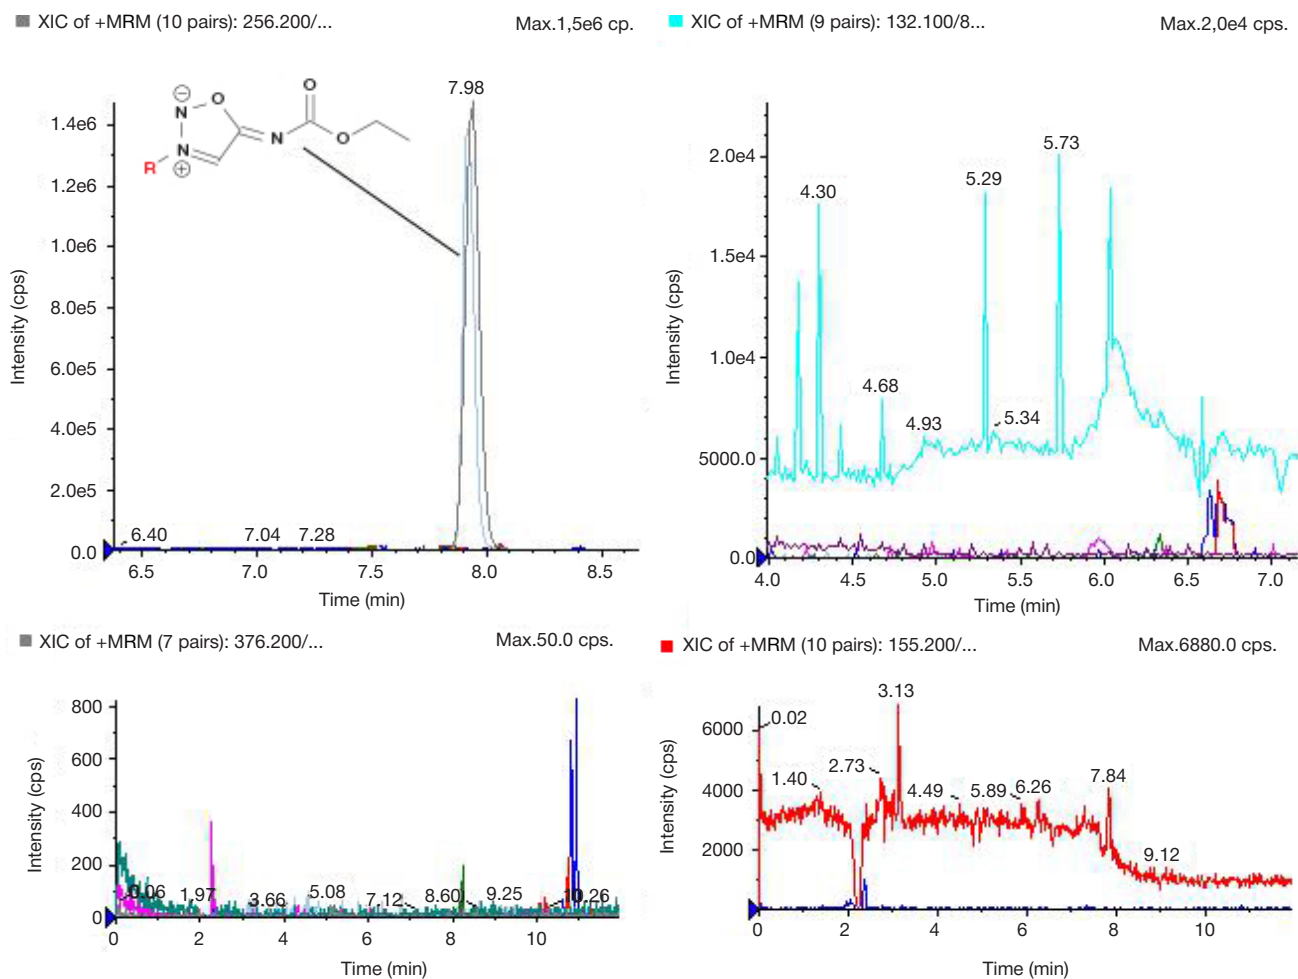 XIC of +MRM (10 pairs): 256.200/... Max.1,5e6 cp.
O
7.98
1.4e6
N O N O
N
R
1.2e6
1.0e6
8.0e5
6.0e5
4.0e5
2.0e5
0.0
6.40 7.04 7.28
6.5 7.0 7.5 8.0 8.5
Intensity (cps)
Time (min)
XIC of +MRM (9 pairs): 132.100/8... Max.2,0e4 cps.
2.0e4
1.5e4
1.0e4
5000.0
0.0
4.30 4.68 4.93 5.29 5.34 5.73
4.0 4.5 5.0 5.5 6.0 6.5 7.0
Intensity (cps)
Time (min)
XIC of +MRM (7 pairs): 376.200/... Max.50.0 cps.
800
600
400
200
0
1.97 3.66 5.08 7.12 8.60 9.25
0 2 4 6 8 10
Intensity (cps)
Time (min)
XIC of +MRM (10 pairs): 155.200/... Max.6880.0 cps.
6000
4000
2000
0.02 1.40 2.73 3.13 4.49 5.89 6.26 7.84 9.12
0 2 4 6 8 10
Intensity (cps)
Time (min)